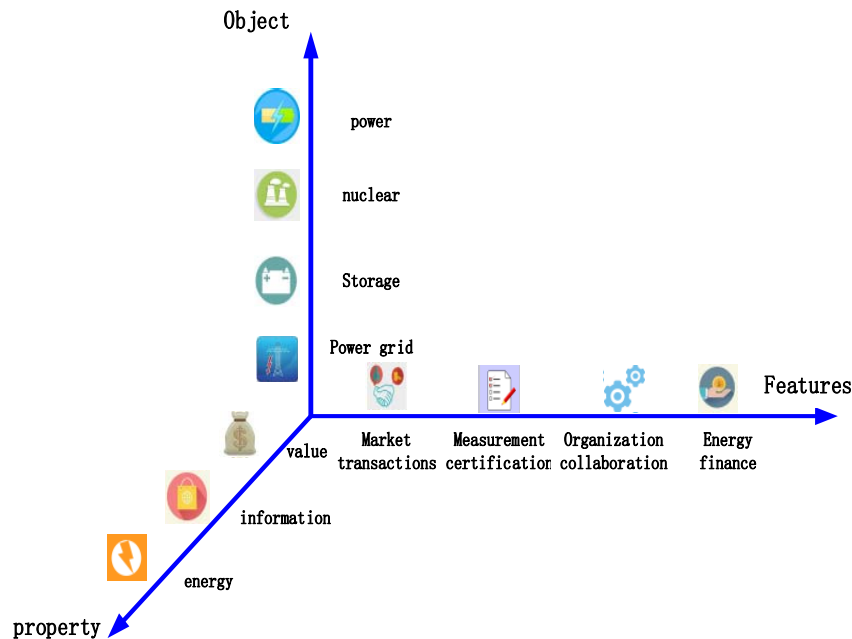 Object
power
nuclear
Storage
Power grid
Features
value
Market
transactions
Measurement
certification
Organization
collaboration
Energy
finance
information
energy
property